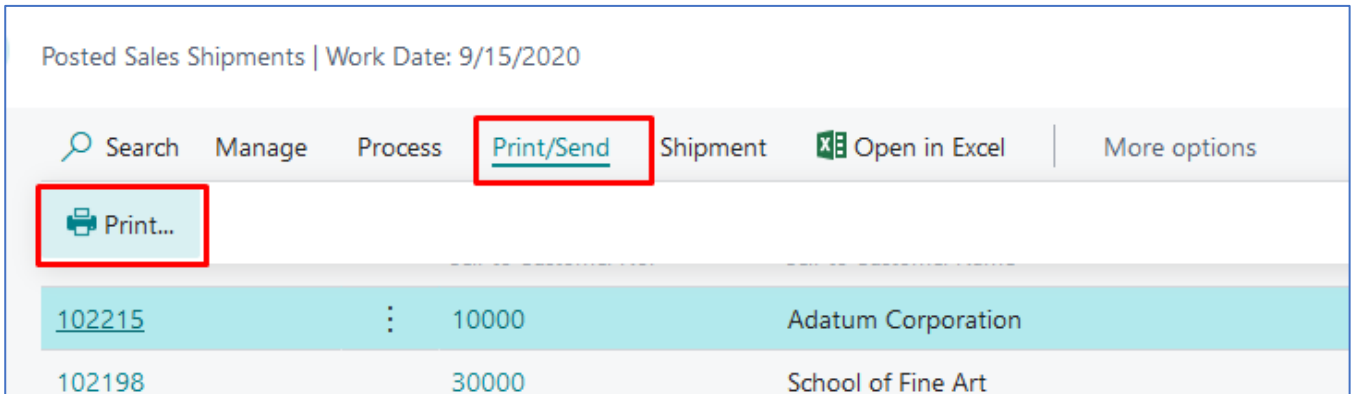 Posted Sales Shipments | Work Date: 9/15/2020
Search Manage Process Print/Send Shipment Open in Excel More options
Print...
102215 10000 Adatum Corporation
102198 30000 School of Fine Art